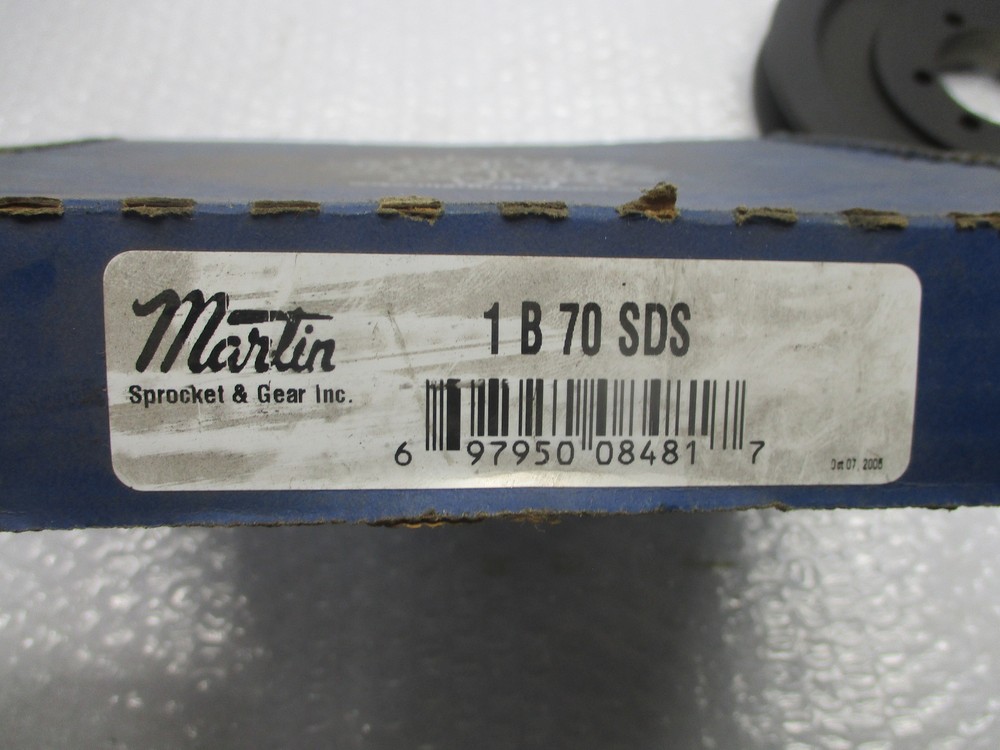 Martin
Sprocket & Gear Inc.
1 B 70 SDS
6 97950 08481 7